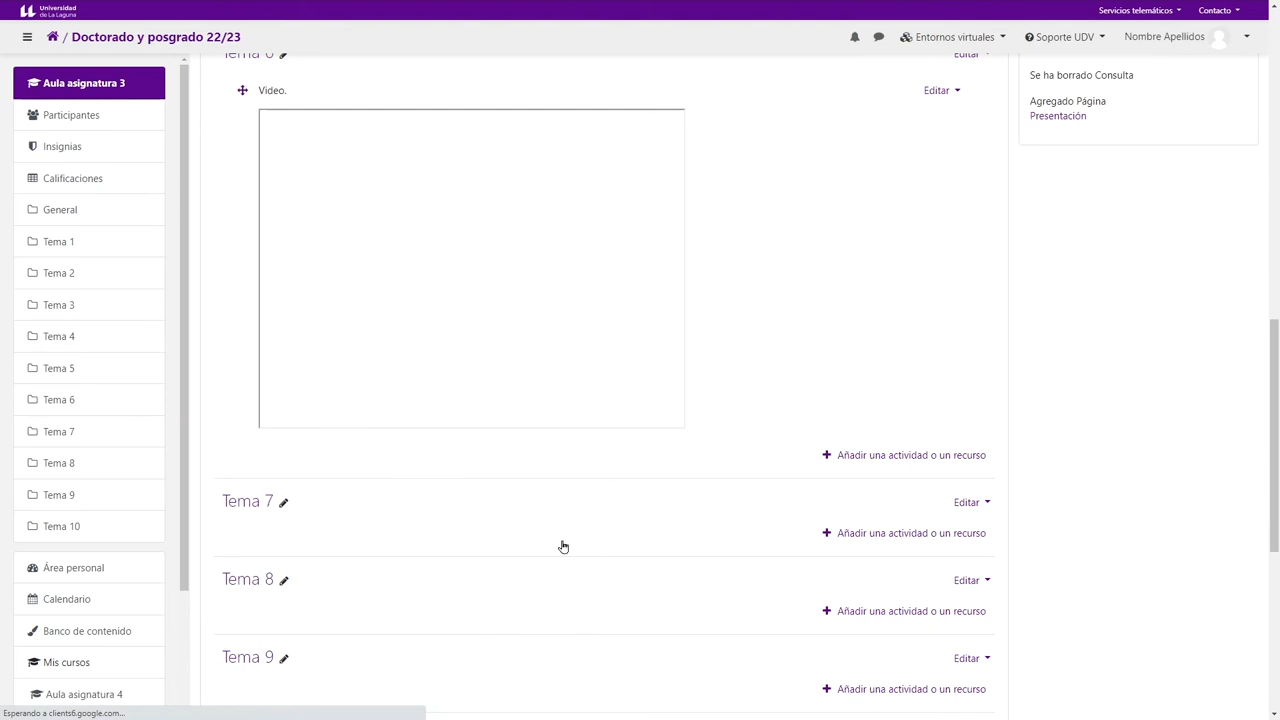 Universidad
de La Laguna
Servicios telemáticos
Contacto
/ Doctorado y posgrado 22/23
Entornos virtuales
Soporte UDV
Nombre Apellidos
Aula asignatura 3
Participantes
Insignias
Calificaciones
General
Tema 1
Tema 2
Tema 3
Tema 4
Tema 5
Tema 6
Tema 7
Tema 8
Tema 9
Tema 10
Área personal
Calendario
Banco de contenido
Mis cursos
Aula asignatura 4
Tema 6
Editar
Video.
Editar
Añadir una actividad o un recurso
Tema 7
Editar
Añadir una actividad o un recurso
Tema 8
Editar
Añadir una actividad o un recurso
Tema 9
Editar
Añadir una actividad o un recurso
Se ha borrado Consulta
Agregado Página
Presentación
Esperando a clients6.google.com...